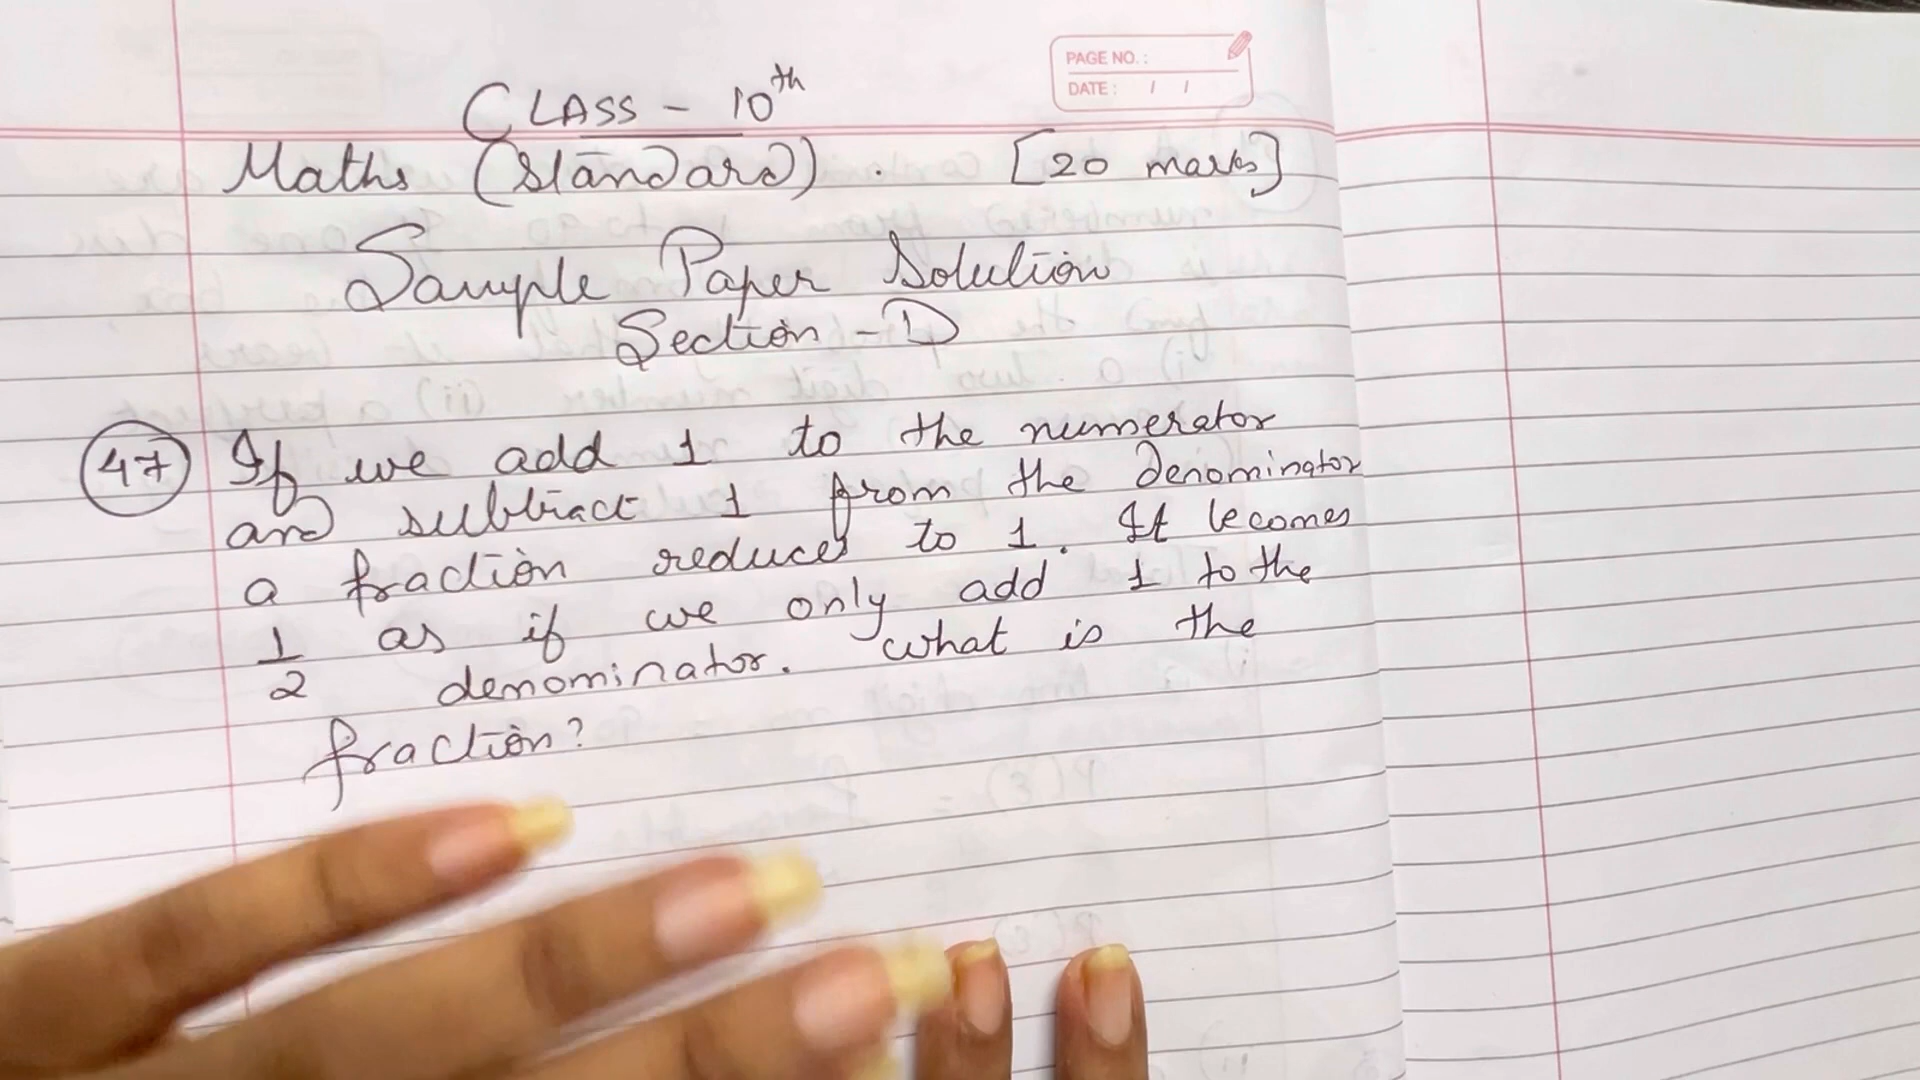 PAGE NO. :
DATE : / /
CLASS - 10th
Maths (Standard). [20 marks]
Sample Paper Solution
Section - D
47 If we add 1 to the numerator
and subtract 1 from the denominator
a fraction reduces to 1. It becomes
1/2 as if we only add 1 to the
denominator. what is the
fraction?